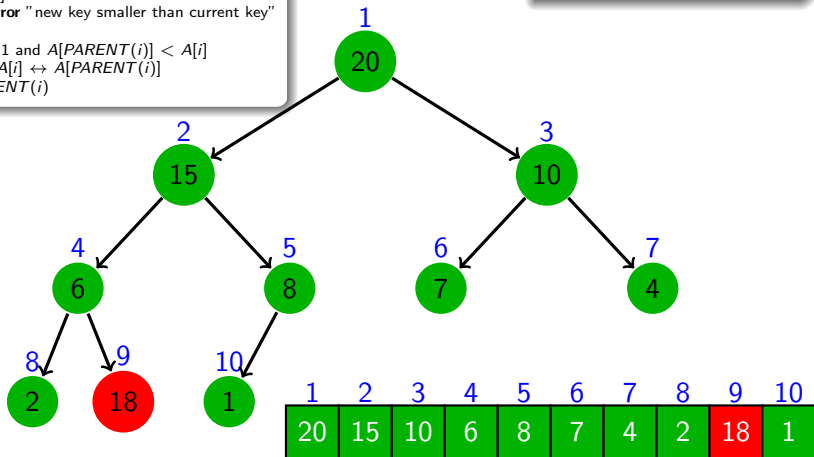 ror "new key smaller than current key"
1 and A[PARENT(i)] < A[i]
A[i] ↔ A[PARENT(i)]
ENT(i)
1
20
2 3
15 10
4 5 6 7
6 8 7 4
8 9 10
2 18 1
1 2 3 4 5 6 7 8 9 10
20 15 10 6 8 7 4 2 18 1